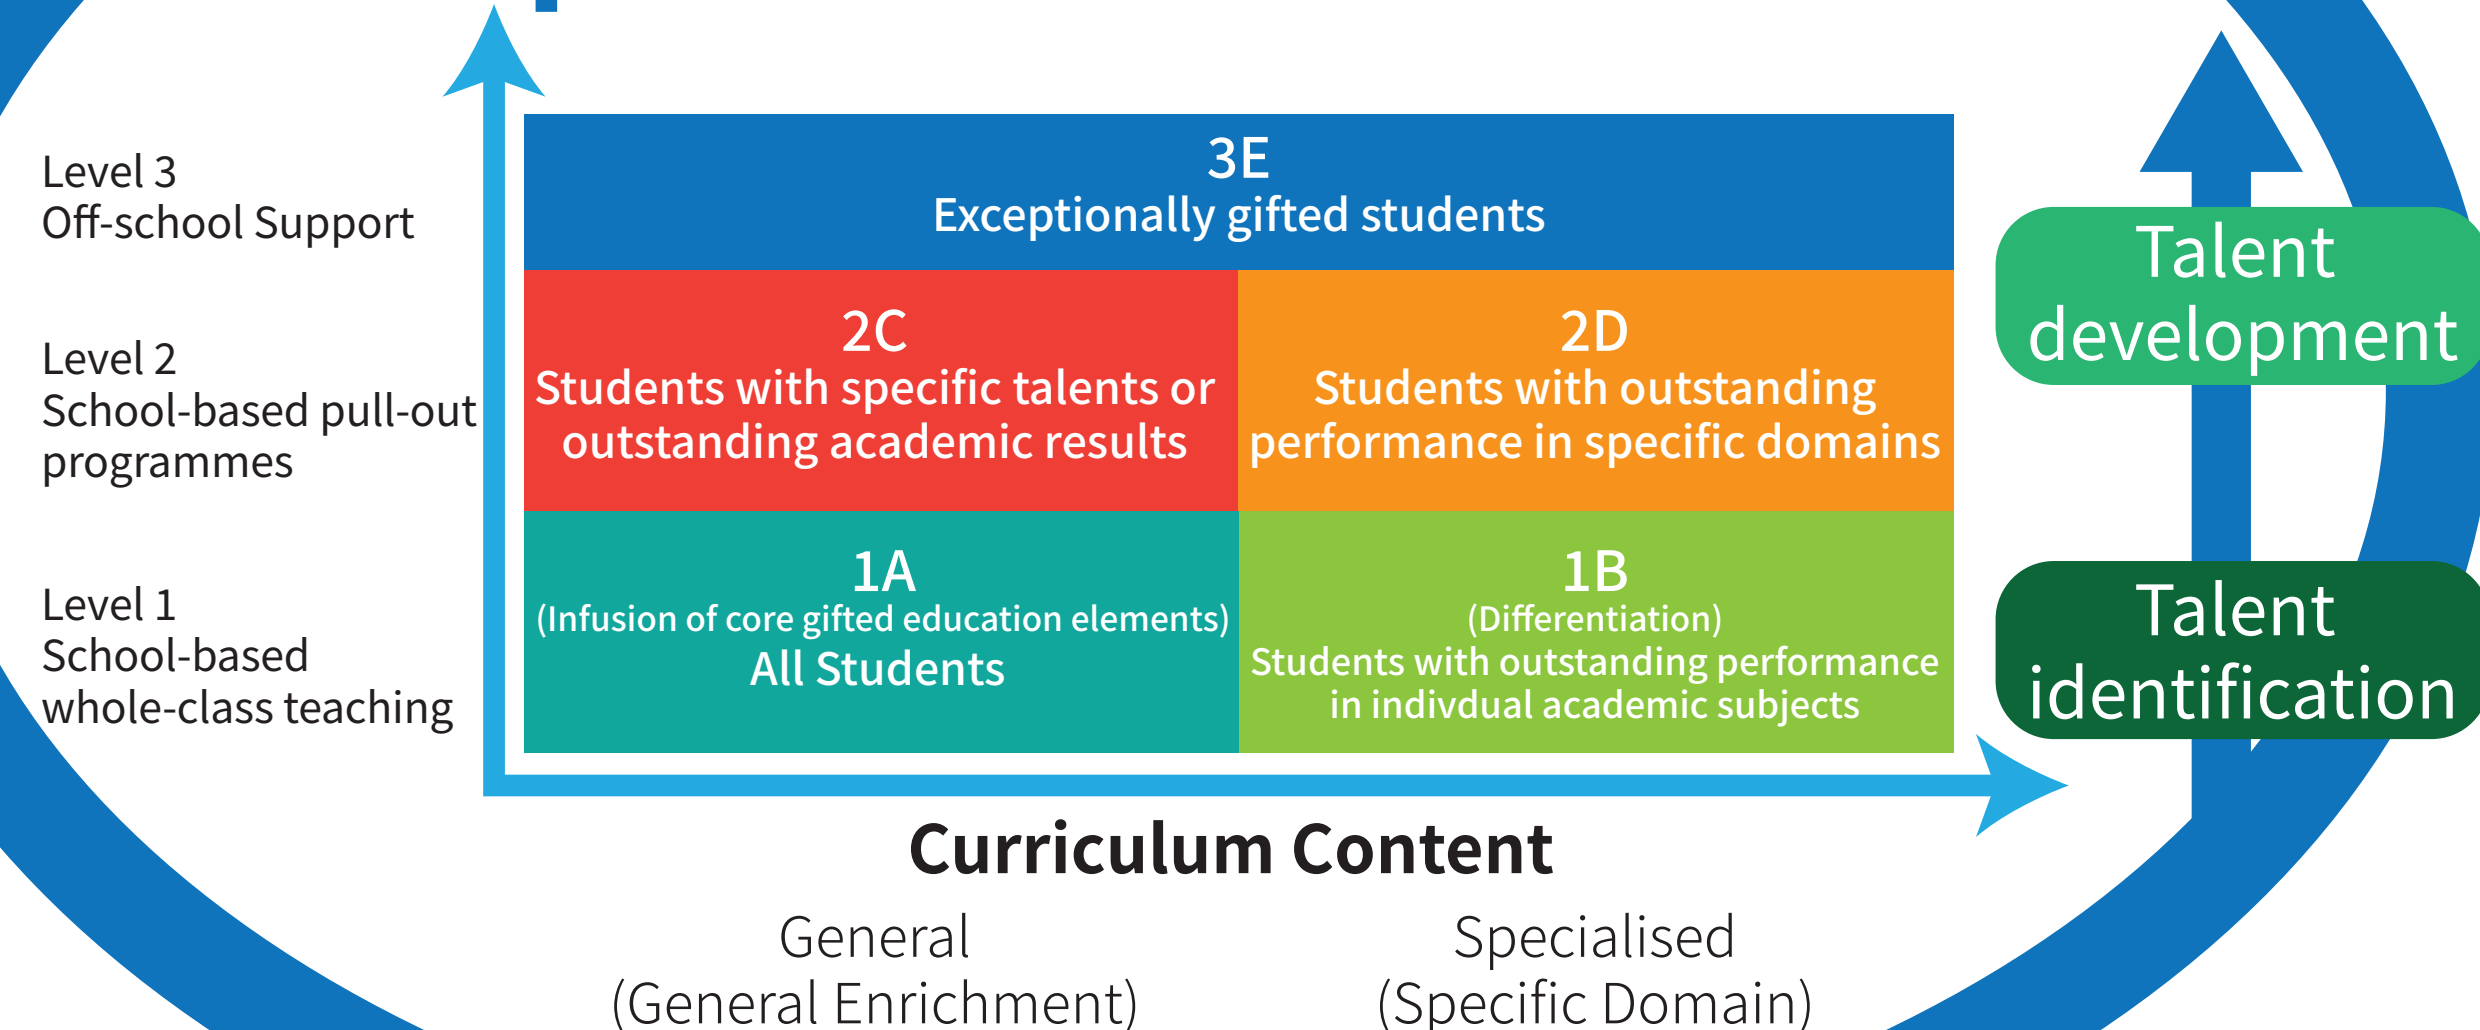 Level 3
Off-school Support
3E
Exceptionally gifted students
Level 2
School-based pull-out
programmes
2C
Students with specific talents or
outstanding academic results
2D
Students with outstanding
performance in specific domains
Level 1
School-based
whole-class teaching
1A
(Infusion of core gifted education elements)
All Students
1B
(Differentiation)
Students with outstanding performance
in indivdual academic subjects
Talent
development
Talent
identification
Curriculum Content
General
(General Enrichment)
Specialised
(Specific Domain)